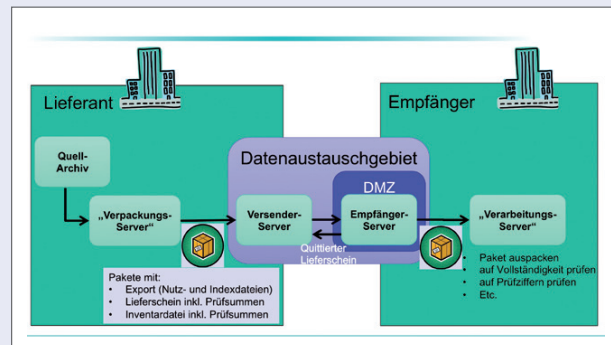 Lieferant
Empfänger
Quell-
Archiv
Datenaustauschgebiet
DMZ
„Verpackungs-
Server“
Versender-
Server
Empfänger-
Server
„Verarbeitungs-
Server“
Quittierter
Lieferschein
Pakete mit:
• Export (Nutz- und Indexdateien)
• Lieferschein inkl. Prüfsummen
• Inventardatei inkl. Prüfsummen
• Paket auspacken
• auf Vollständigkeit prüfen
• auf Prüfziffern prüfen
• Etc.